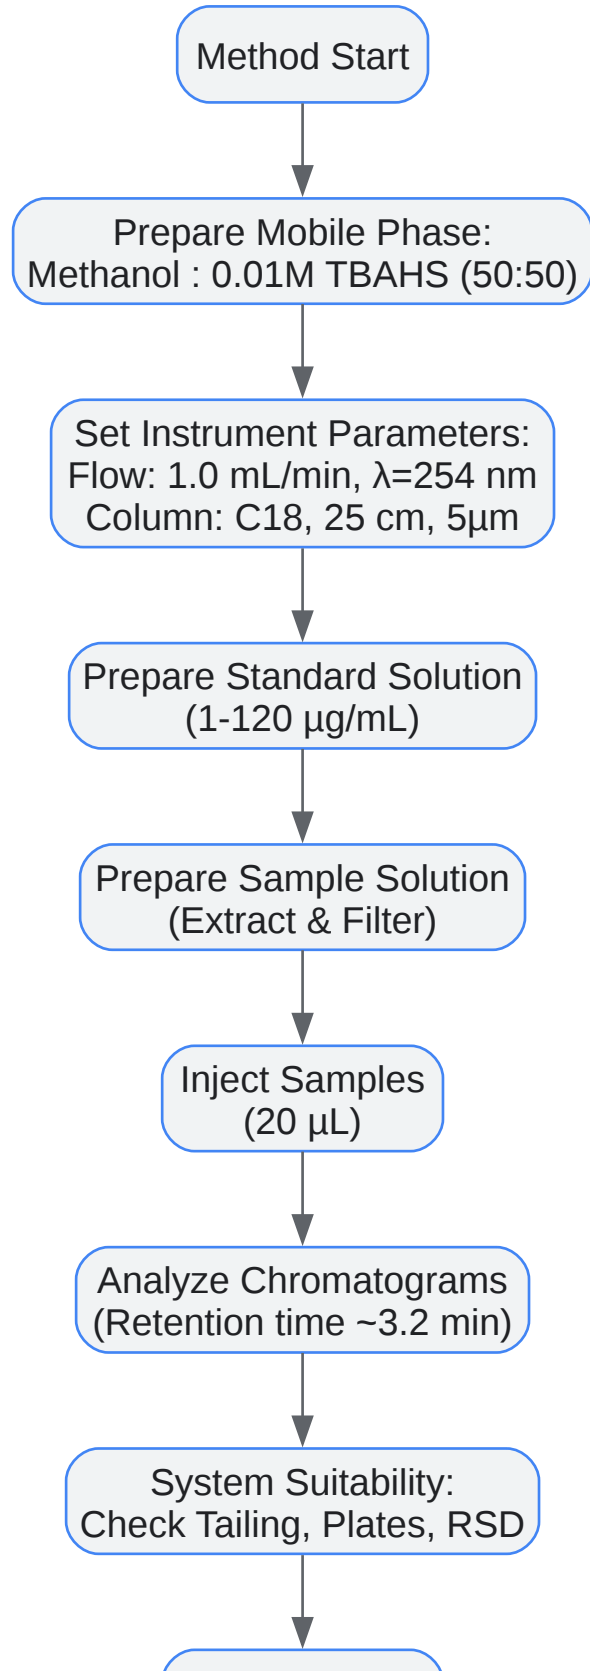 Method Start
Prepare Mobile Phase:
Methanol : 0.01M TBAHS (50:50)
Set Instrument Parameters:
Flow: 1.0 mL/min, λ=254 nm
Column: C18, 25 cm, 5µm
Prepare Standard Solution
(1-120 µg/mL)
Prepare Sample Solution
(Extract & Filter)
Inject Samples
(20 µL)
Analyze Chromatograms
(Retention time ~3.2 min)
System Suitability:
Check Tailing, Plates, RSD